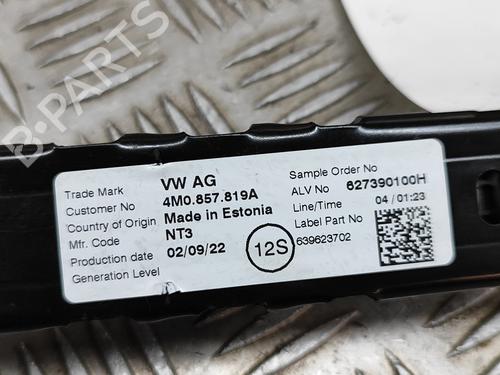 B-PARTS
Trade Mark VW AG
Customer No 4M0.857.819A
Country of Origin Made in Estonia
Mfr. Code NT3
Production date 02/09/22
Generation Level
12S
Sample Order No
ALV No 627390100H
Line/Time 04 / 01:23
Label Part No
639623702